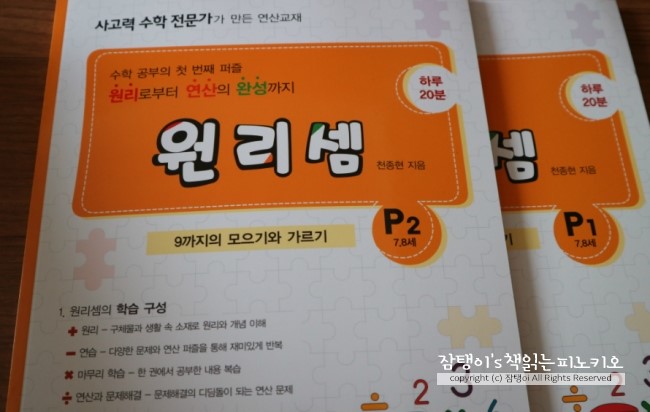 사고력 수학 전문가가 만든 연산교재
수학 공부의 첫 번째 퍼즐
원리로부터 연산의 완성까지
하루
20분
원리셈
천종현 지음
P2
7,8세
9까지의 모으기와 가르기
1. 원리셈의 학습 구성
+ 원리 – 구체물과 생활 속 소재로 원리와 개념 이해
− 연습 – 다양한 문제와 연산 퍼즐을 통해 재미있게 반복
× 마무리 학습 – 한 권에서 공부한 내용 복습
÷ 연산과 문제해결 – 문제해결의 디딤돌이 되는 연산 문제
÷ 2 3
하루
20분
셈
천종현 지음
P1
7,8세
기
÷ 2 3
잠탱이's책읽는피노키오
copyright (c) 잠탱이 All Rights Reserved